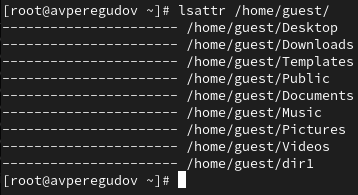 [root@avperegudov ~]# lsattr /home/guest/
---------------------- /home/guest/Desktop
---------------------- /home/guest/Downloads
---------------------- /home/guest/Templates
---------------------- /home/guest/Public
---------------------- /home/guest/Documents
---------------------- /home/guest/Music
---------------------- /home/guest/Pictures
---------------------- /home/guest/Videos
---------------------- /home/guest/dir1
[root@avperegudov ~]#